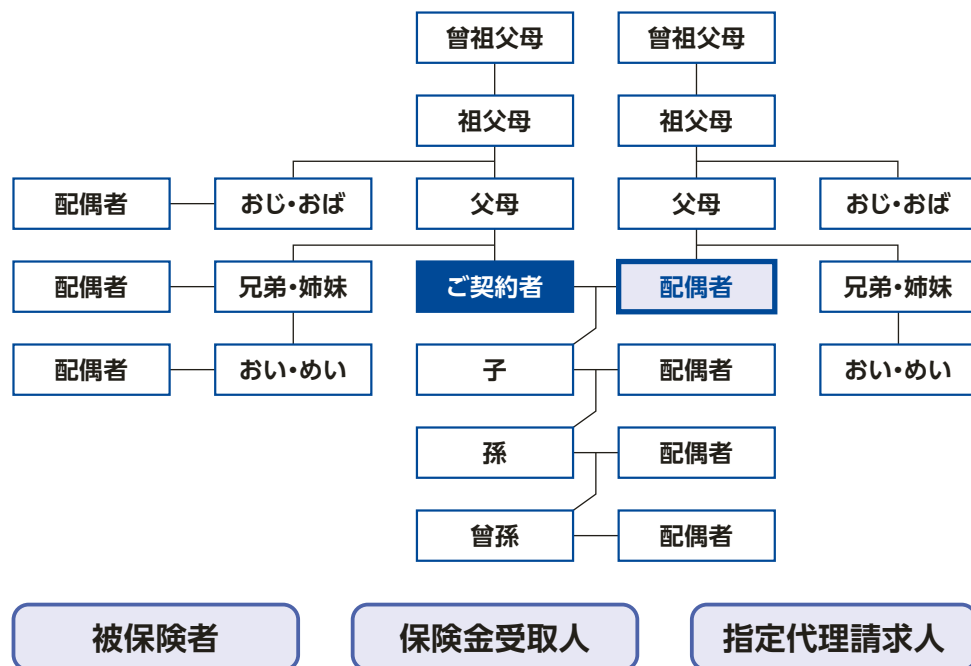 曾祖父母 曾祖父母
祖父母 祖父母
配偶者 おじ・おば 父母 父母 おじ・おば
配偶者 兄弟・姉妹 ご契約者 配偶者 兄弟・姉妹
配偶者 おい・めい 子 配偶者 おい・めい
孫 配偶者
曾孫 配偶者
被保険者 保険金受取人 指定代理請求人